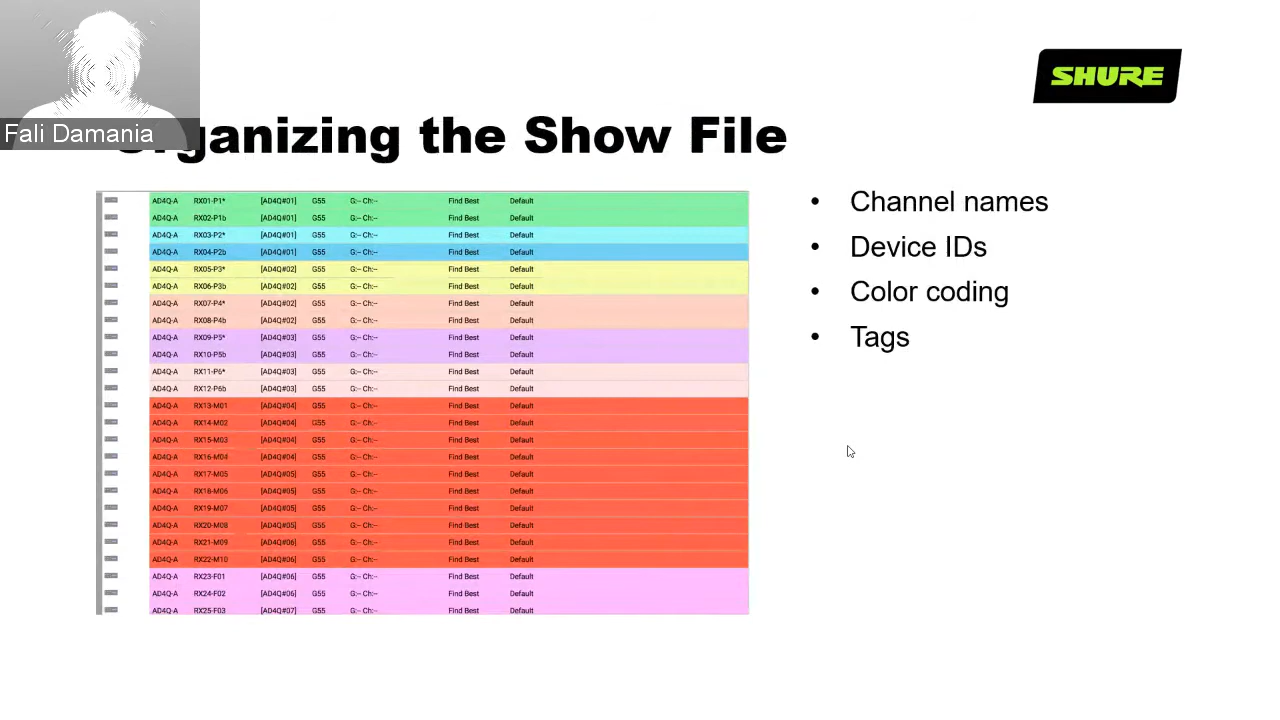 Fali Damania
SHURE
Organizing the Show File
AD4Q-A RX01-P1* [AD4Q#01] G55 G:-- Ch:-- Find Best Default
AD4Q-A RX02-P1b [AD4Q#01] G55 G:-- Ch:-- Find Best Default
AD4Q-A RX03-P2* [AD4Q#01] G55 G:-- Ch:-- Find Best Default
AD4Q-A RX04-P2b [AD4Q#01] G55 G:-- Ch:-- Find Best Default
AD4Q-A RX05-P3* [AD4Q#02] G55 G:-- Ch:-- Find Best Default
AD4Q-A RX06-P3b [AD4Q#02] G55 G:-- Ch:-- Find Best Default
AD4Q-A RX07-P4* [AD4Q#02] G55 G:-- Ch:-- Find Best Default
AD4Q-A RX08-P4b [AD4Q#02] G55 G:-- Ch:-- Find Best Default
AD4Q-A RX09-P5* [AD4Q#03] G55 G:-- Ch:-- Find Best Default
AD4Q-A RX10-P5b [AD4Q#03] G55 G:-- Ch:-- Find Best Default
AD4Q-A RX11-P6* [AD4Q#03] G55 G:-- Ch:-- Find Best Default
AD4Q-A RX12-P6b [AD4Q#03] G55 G:-- Ch:-- Find Best Default
AD4Q-A RX13-M01 [AD4Q#04] G55 G:-- Ch:-- Find Best Default
AD4Q-A RX14-M02 [AD4Q#04] G55 G:-- Ch:-- Find Best Default
AD4Q-A RX15-M03 [AD4Q#04] G55 G:-- Ch:-- Find Best Default
AD4Q-A RX16-M04 [AD4Q#04] G55 G:-- Ch:-- Find Best Default
AD4Q-A RX17-M05 [AD4Q#05] G55 G:-- Ch:-- Find Best Default
AD4Q-A RX18-M06 [AD4Q#05] G55 G:-- Ch:-- Find Best Default
AD4Q-A RX19-M07 [AD4Q#05] G55 G:-- Ch:-- Find Best Default
AD4Q-A RX20-M08 [AD4Q#05] G55 G:-- Ch:-- Find Best Default
AD4Q-A RX21-M09 [AD4Q#06] G55 G:-- Ch:-- Find Best Default
AD4Q-A RX22-M10 [AD4Q#06] G55 G:-- Ch:-- Find Best Default
AD4Q-A RX23-F01 [AD4Q#06] G55 G:-- Ch:-- Find Best Default
AD4Q-A RX24-F02 [AD4Q#06] G55 G:-- Ch:-- Find Best Default
AD4Q-A RX25-F03 [AD4Q#07] G55 G:-- Ch:-- Find Best Default
• Channel names
• Device IDs
• Color coding
• Tags